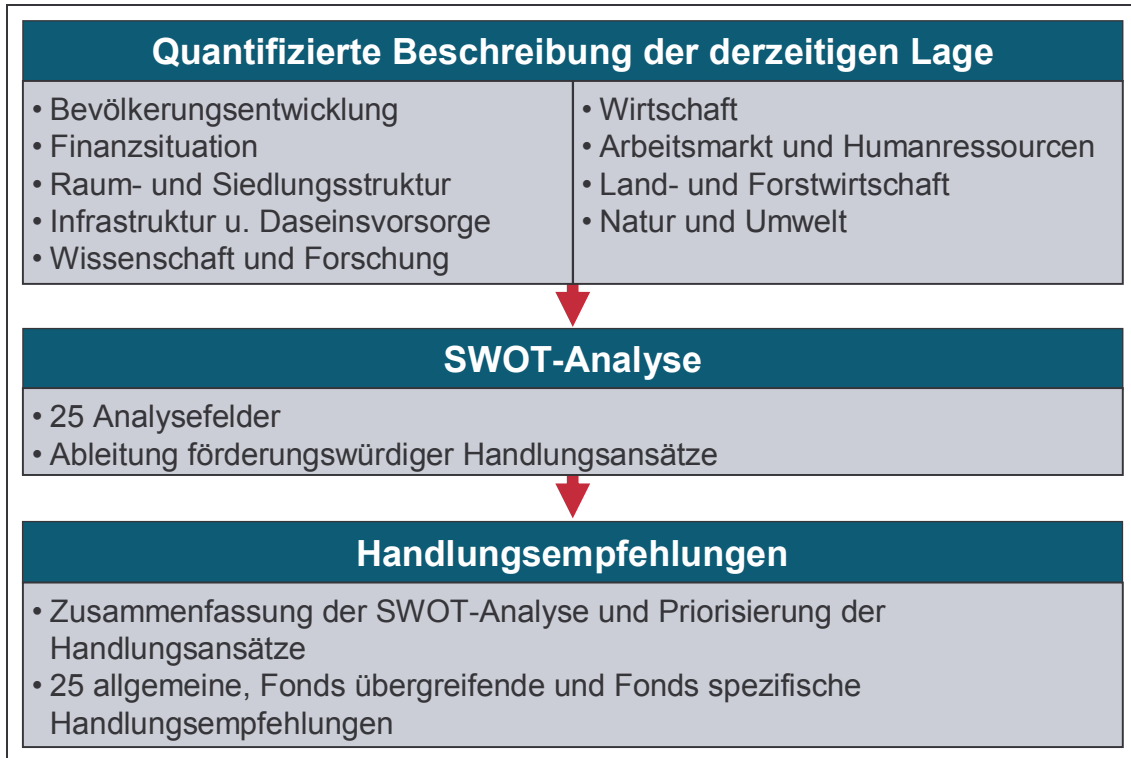 Quantifizierte Beschreibung der derzeitigen Lage
• Bevölkerungsentwicklung
• Finanzsituation
• Raum- und Siedlungsstruktur
• Infrastruktur u. Daseinsvorsorge
• Wissenschaft und Forschung
• Wirtschaft
• Arbeitsmarkt und Humanressourcen
• Land- und Forstwirtschaft
• Natur und Umwelt
SWOT-Analyse
• 25 Analysefelder
• Ableitung förderungswürdiger Handlungsansätze
Handlungsempfehlungen
• Zusammenfassung der SWOT-Analyse und Priorisierung der
Handlungsansätze
• 25 allgemeine, Fonds übergreifende und Fonds spezifische
Handlungsempfehlungen